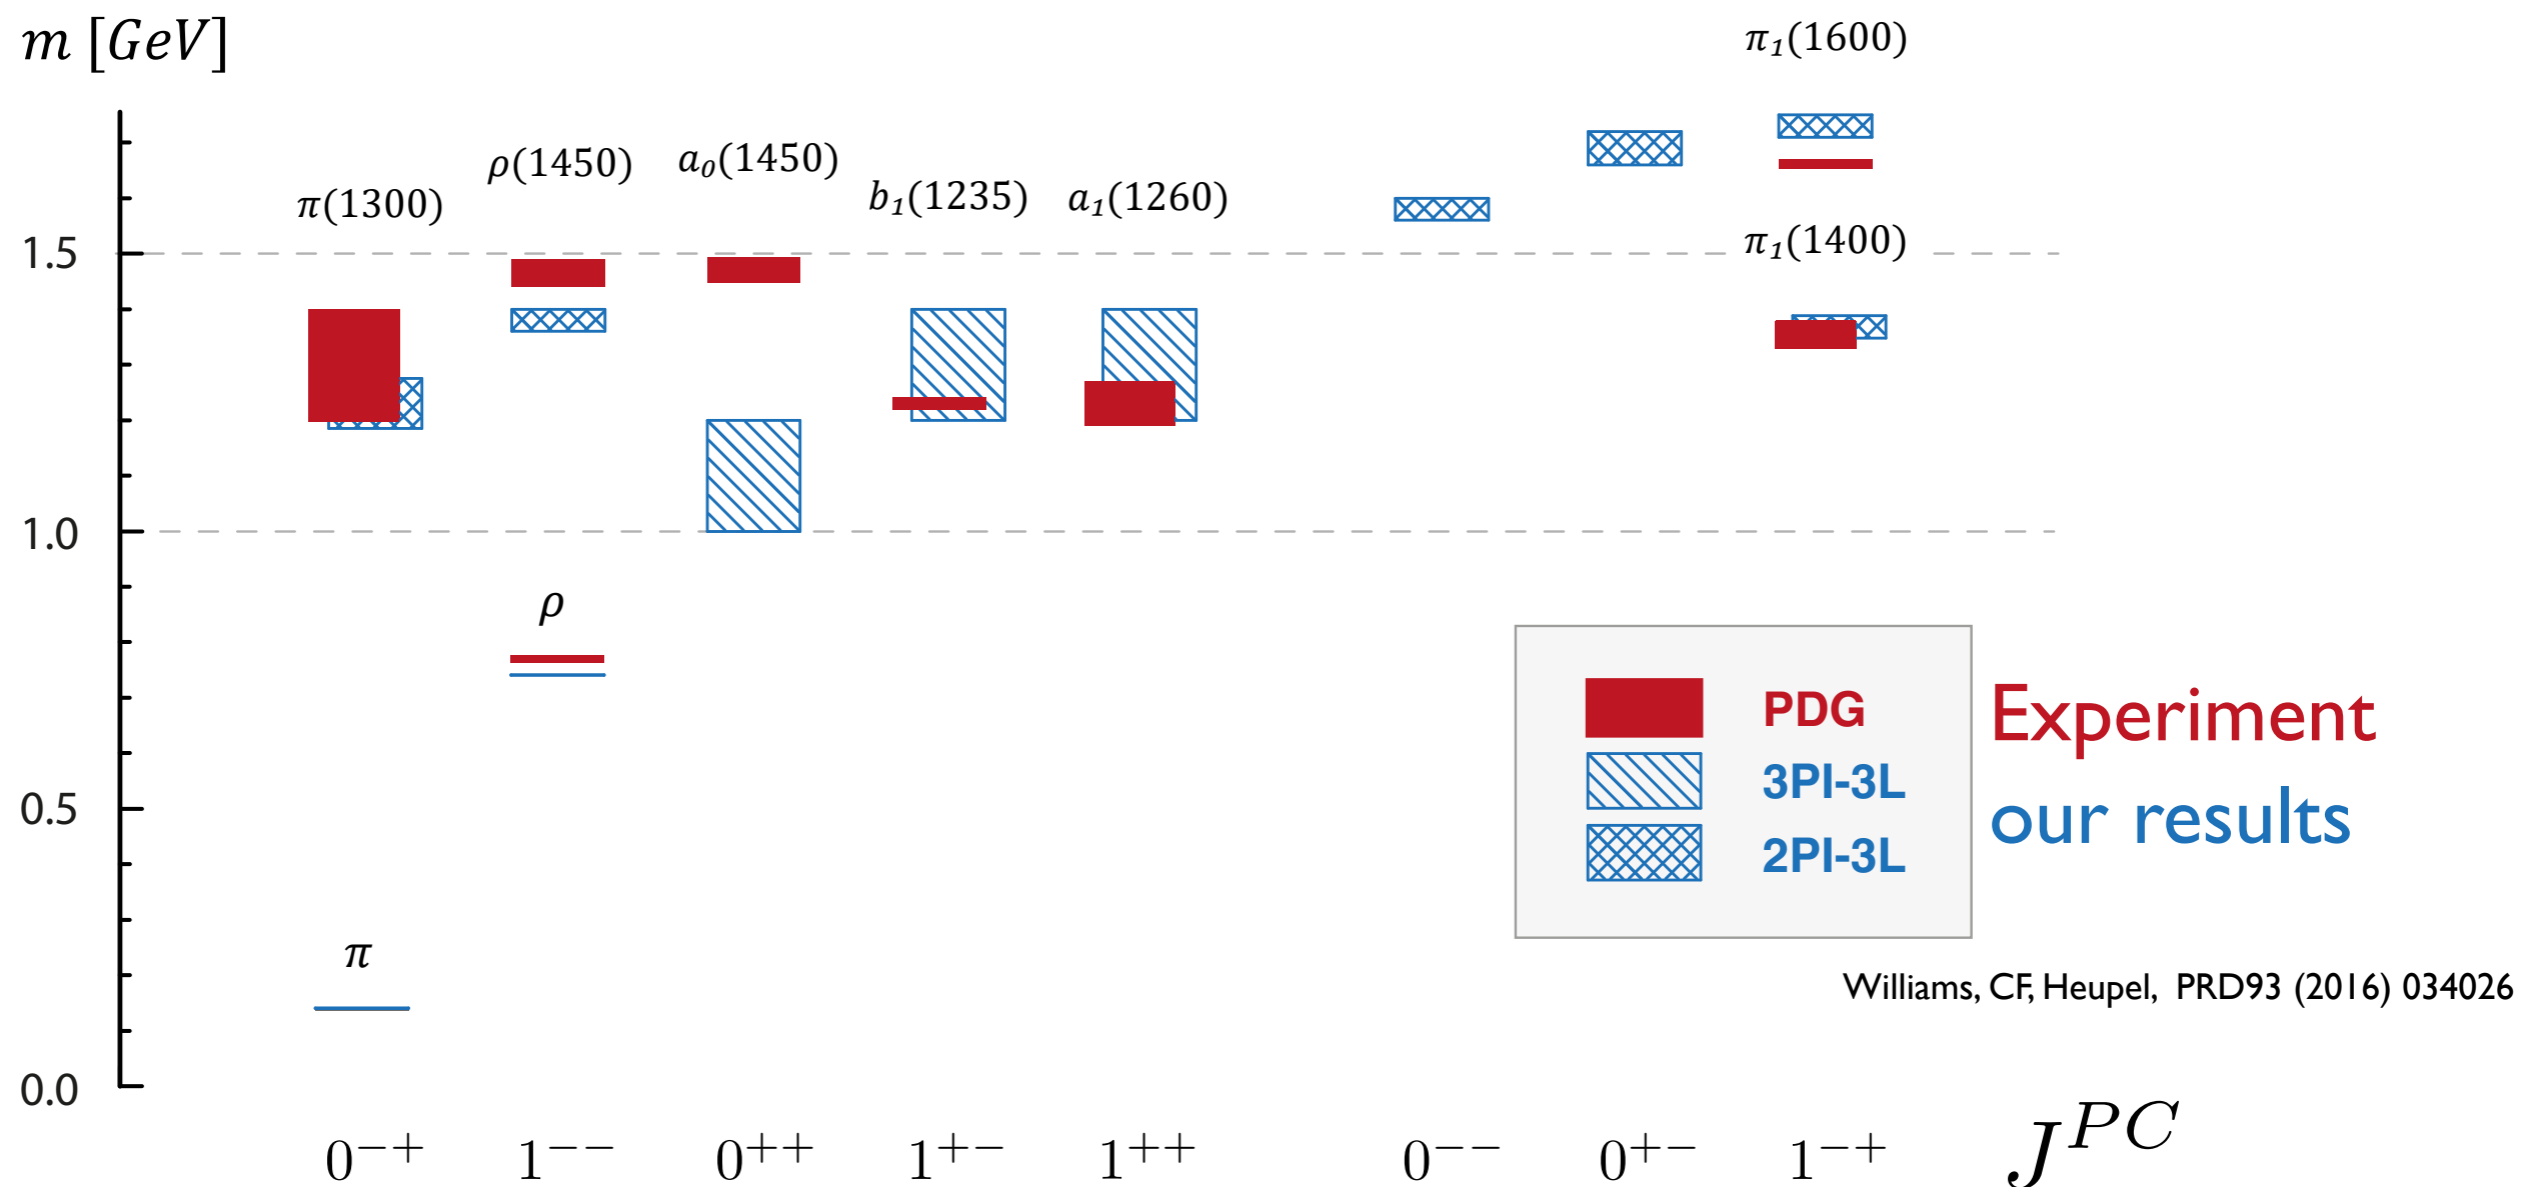 m [GeV]
π₁(1600)
π(1300)
ρ(1450)
a₀(1450)
b₁(1235)
a₁(1260)
1.5
π₁(1400)
1.0
ρ
0.5
π
0.0
PDG
3PI-3L
2PI-3L
Experiment
our results
Williams, CF, Heupel, PRD93 (2016) 034026
0⁻⁺ 1⁻⁻ 0⁺⁺ 1⁺⁻ 1⁺⁺ 0⁻⁻ 0⁺⁻ 1⁻⁺ Jᴾᶜ